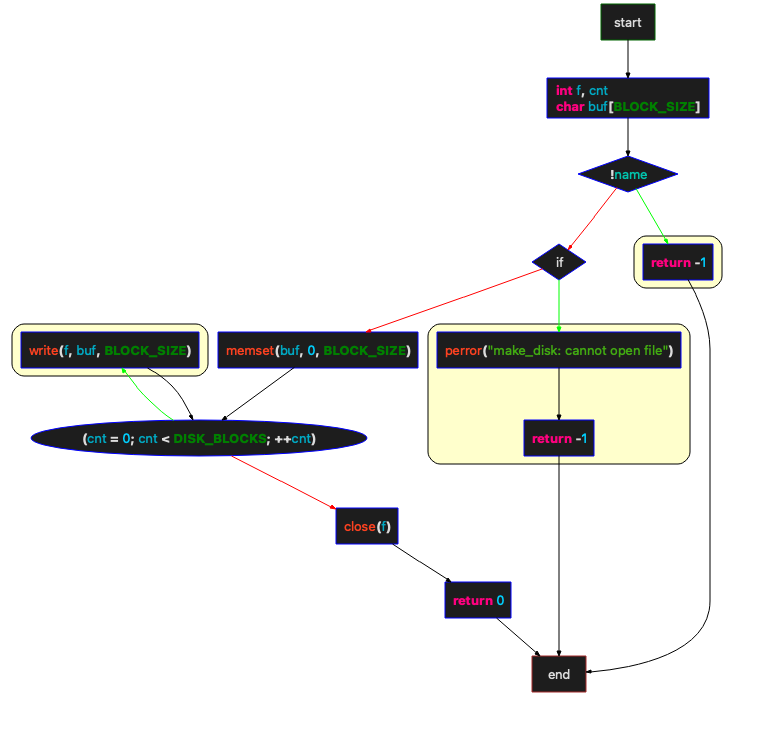 start
int f, cnt
char buf[BLOCK_SIZE]
!name
if
return -1
write(f, buf, BLOCK_SIZE)
memset(buf, 0, BLOCK_SIZE)
perror("make_disk: cannot open file")
(cnt = 0; cnt < DISK_BLOCKS; ++cnt)
return -1
close(f)
return 0
end